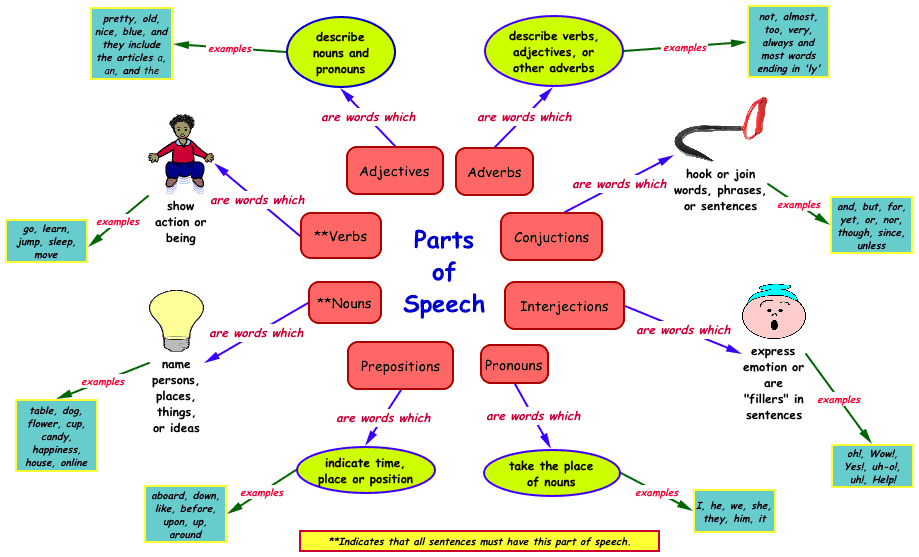 pretty, old,
nice, blue, and
they include
the articles a,
an, and the
examples
describe
nouns and
pronouns
are words which
Adjectives
describe verbs,
adjectives, or
other adverbs
examples
not, almost,
too, very,
always and
most words
ending in 'ly'
are words which
Adverbs
show
action or
being
are words which
**Verbs
examples
go, learn,
jump, sleep,
move
hook or join
words, phrases,
or sentences
are words which
Conjuctions
examples
and, but, for,
yet, or, nor,
though, since,
unless
Parts
of
Speech
**Nouns
are words which
name
persons,
places,
things,
or ideas
examples
table, dog,
flower, cup,
candy,
happiness,
house, online
Interjections
are words which
express
emotion or
are
"fillers" in
sentences
examples
oh!, Wow!,
Yes!, uh-o!,
uh!, Help!
Prepositions
are words which
indicate time,
place or position
examples
aboard, down,
like, before,
upon, up,
around
Pronouns
are words which
take the place
of nouns
examples
I, he, we, she,
they, him, it
**Indicates that all sentences must have this part of speech.